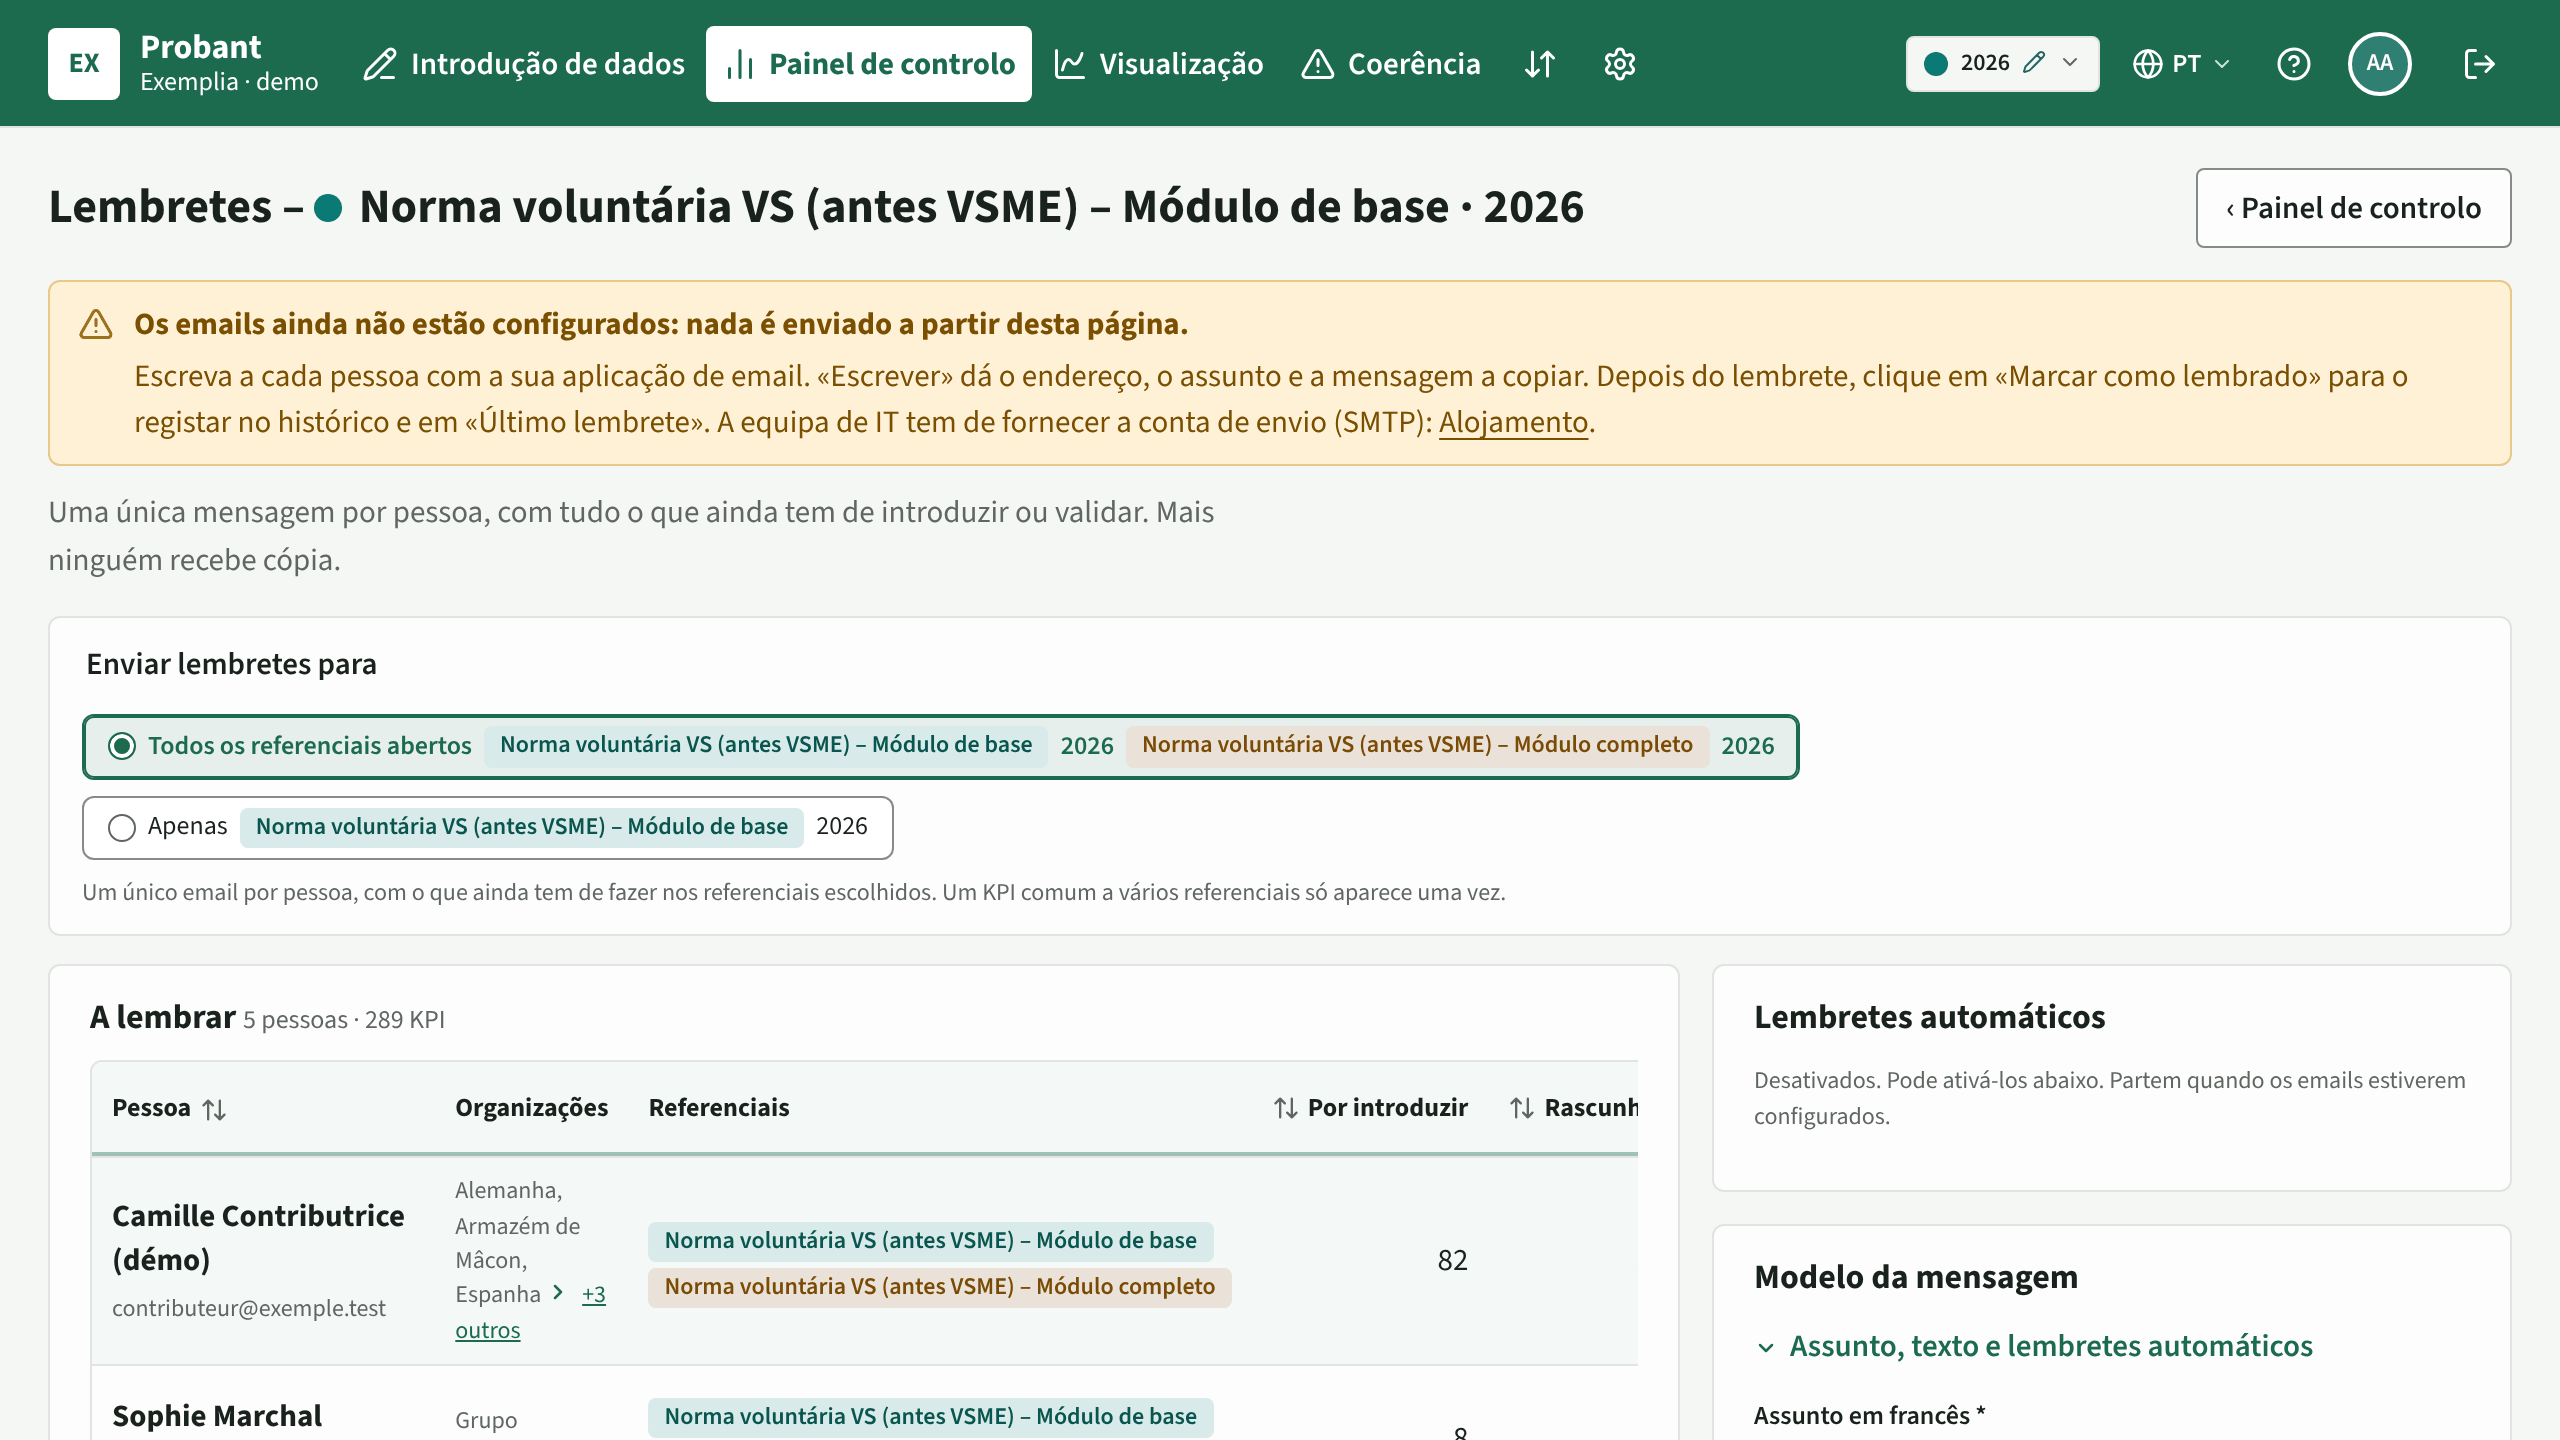 EX
Probant
Exemplia · demo
Introdução de dados
Painel de controlo
Visualização
Coerência
2026
PT
AA
Lembretes – Norma voluntária VS (antes VSME) – Módulo de base · 2026
‹ Painel de controlo
Os emails ainda não estão configurados: nada é enviado a partir desta página.
Escreva a cada pessoa com a sua aplicação de email. «Escrever» dá o endereço, o assunto e a mensagem a copiar. Depois do lembrete, clique em «Marcar como lembrado» para o
registar no histórico e em «Último lembrete». A equipa de IT tem de fornecer a conta de envio (SMTP): Alojamento.
Uma única mensagem por pessoa, com tudo o que ainda tem de introduzir ou validar. Mais
ninguém recebe cópia.
Enviar lembretes para
Todos os referenciais abertos Norma voluntária VS (antes VSME) – Módulo de base 2026 Norma voluntária VS (antes VSME) – Módulo completo 2026
Apenas Norma voluntária VS (antes VSME) – Módulo de base 2026
Um único email por pessoa, com o que ainda tem de fazer nos referenciais escolhidos. Um KPI comum a vários referenciais só aparece uma vez.
A lembrar 5 pessoas · 289 KPI
Pessoa Organizações Referenciais Por introduzir Rascunh
Camille Contributrice
(démo)
contributeur@exemple.test
Alemanha,
Armazém de
Mâcon,
Espanha +3
outros
Norma voluntária VS (antes VSME) – Módulo de base
Norma voluntária VS (antes VSME) – Módulo completo
82
Sophie Marchal
Grupo
Norma voluntária VS (antes VSME) – Módulo de base
8
Lembretes automáticos
Desativados. Pode ativá-los abaixo. Partem quando os emails estiverem
configurados.
Modelo da mensagem
Assunto, texto e lembretes automáticos
Assunto em francês *